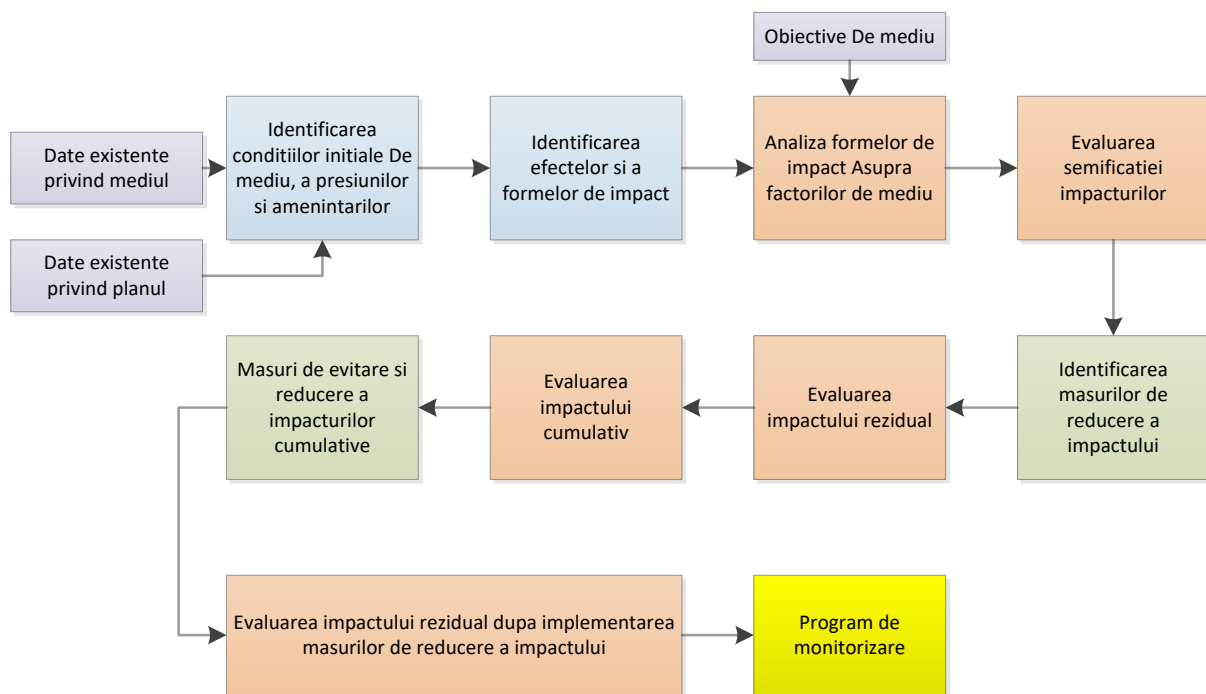 Obiective De mediu
Date existente
privind mediul
Identificarea
conditiilor initiale De
mediu, a presiunilor
si amenintarilor
Identificarea
efectelor si a
formelor de impact
Analiza formelor de
impact Asupra
factorilor de mediu
Evaluarea
semificatiei
impacturilor
Date existente
privind planul
Masuri de evitare si
reducere a
impacturilor
cumulative
Evaluarea
impactului
cumulativ
Evaluarea
impactului rezidual
Identificarea
masurilor de
reducere a
impactului
Evaluarea impactului rezidual dupa implementarea
masurilor de reducere a impactului
Program de
monitorizare